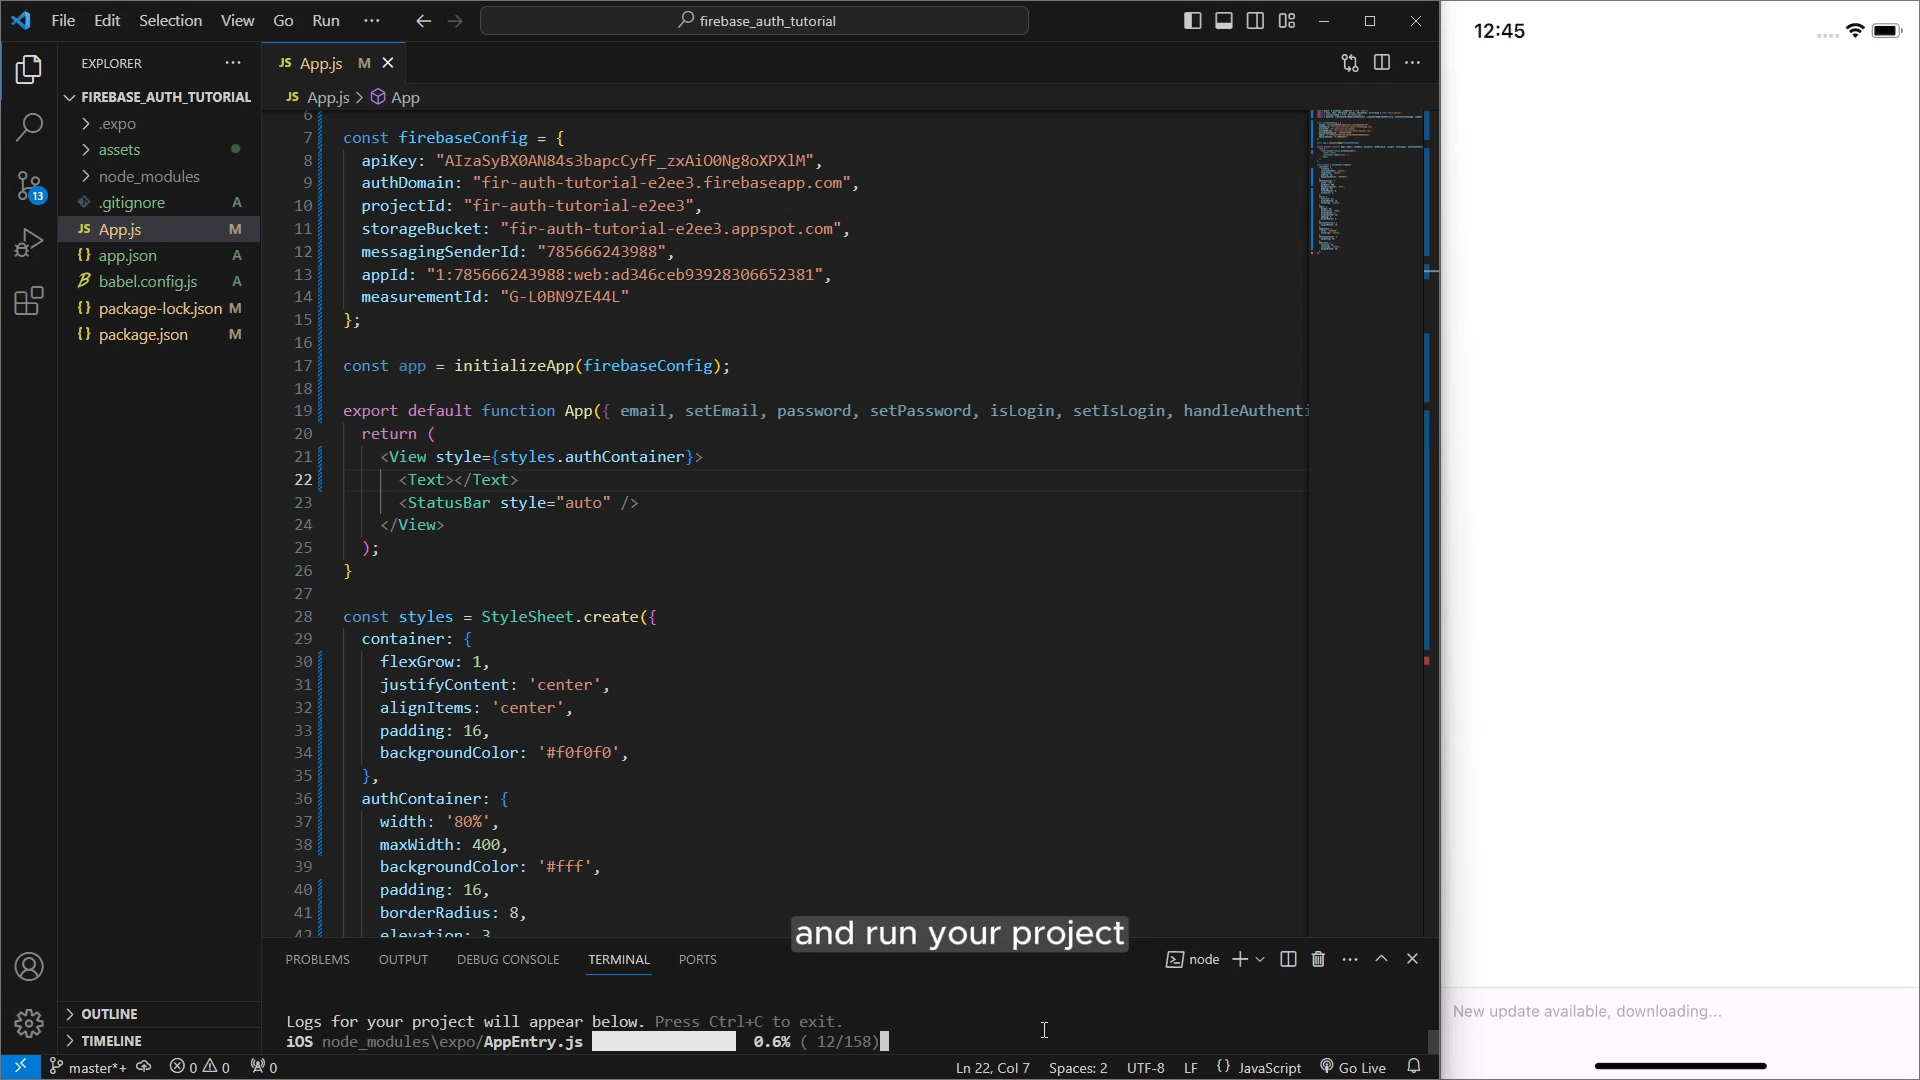 File Edit Selection View Go Run ··· firebase_auth_tutorial
12:45
EXPLORER ···
FIREBASE_AUTH_TUTORIAL
.expo
assets
node_modules
.gitignore A
JS App.js M
{} app.json A
babel.config.js A
{} package-lock.json M
{} package.json M
13
JS App.js M
JS App.js > App
6
7 const firebaseConfig = {
8 apiKey: "AIzaSyBX0AN84s3bapcCyfF_zxAiO0Ng8oXPXlM",
9 authDomain: "fir-auth-tutorial-e2ee3.firebaseapp.com",
10 projectId: "fir-auth-tutorial-e2ee3",
11 storageBucket: "fir-auth-tutorial-e2ee3.appspot.com",
12 messagingSenderId: "785666243988",
13 appId: "1:785666243988:web:ad346ceb93928306652381",
14 measurementId: "G-L0BN9ZE44L"
15 };
16
17 const app = initializeApp(firebaseConfig);
18
19 export default function App({ email, setEmail, password, setPassword, isLogin, setIsLogin, handleAuthenti
20 return (
21 <View style={styles.authContainer}>
22 <Text></Text>
23 <StatusBar style="auto" />
24 </View>
25 );
26 }
27
28 const styles = StyleSheet.create({
29 container: {
30 flexGrow: 1,
31 justifyContent: 'center',
32 alignItems: 'center',
33 padding: 16,
34 backgroundColor: '#f0f0f0',
35 },
36 authContainer: {
37 width: '80%',
38 maxWidth: 400,
39 backgroundColor: '#fff',
40 padding: 16,
41 borderRadius: 8,
42 elevation: 3
and run your project
PROBLEMS OUTPUT DEBUG CONSOLE TERMINAL PORTS node
Logs for your project will appear below. Press Ctrl+C to exit.
iOS node_modules\expo/AppEntry.js 0.6% ( 12/158)
OUTLINE
TIMELINE
New update available, downloading...
master*+ 0 0 0 Ln 22, Col 7 Spaces: 2 UTF-8 LF {} JavaScript Go Live